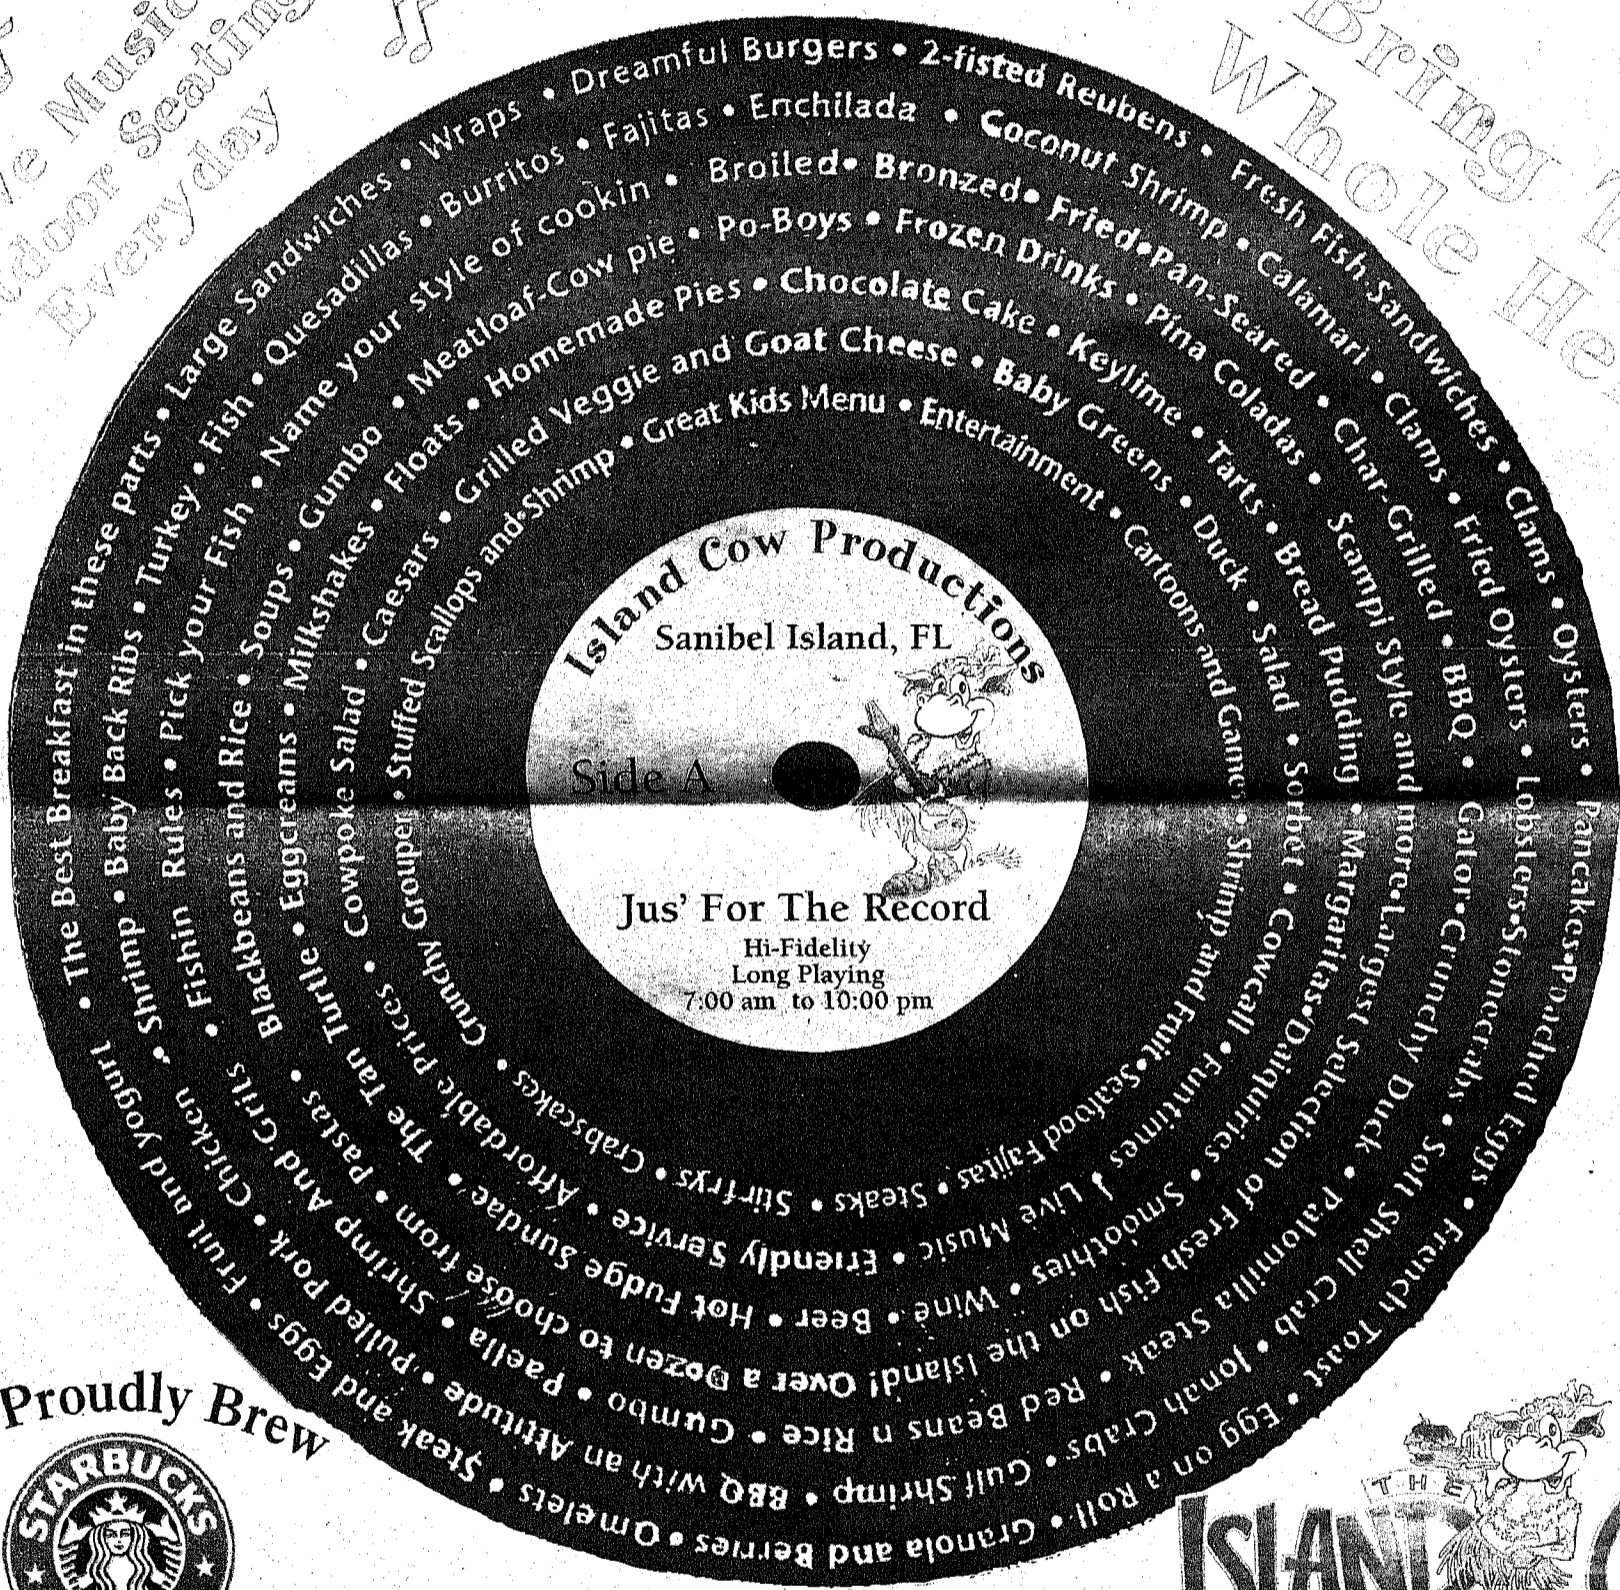 Live Music
Outdoor Seating
Everyday
Bring
Whole
• The Best Breakfast in these parts • Large Sandwiches • Wraps • Dreamful Burgers • 2-fisted Reubens • Fresh Fish Sandwiches • Clams • Oysters • Pancakes•Poached Eggs • French Toast • Egg on a Roll • Granola and Berries • Omelets • Steak and Eggs • Fruit and yogurt
• Shrimp • Baby Back Ribs • Turkey • Fish • Quesadillas • Burritos • Fajitas • Enchilada • Coconut Shrimp • Calamari • Clams • Fried Oysters • Lobsters•Stonecrabs • Soft Shell Crab • Jonah Crabs • Gulf Shrimp • BBQ with an Attitude • Pulled Pork • Chicken
• Fishin Rules • Pick your Fish • Name your style of cookin • Broiled• Bronzed• Fried•Pan-Seared • Char-Grilled • BBQ • Gator•Crunchy Duck • Palomilla Steak • Red Beans n Rice • Gumbo • Paella • Shrimp And Grits
Blackbeans and Rice • Soups • Gumbo • Meatloaf-Cow pie • Po-Boys • Frozen Drinks • Pina Coladas • Scampi Style and more•Largest Selection of Fresh Fish on the Island! Over a Dozen to choose from • Pastas •
The Tan Turtle • Eggcreams • Milkshakes • Floats • Homemade Pies • Chocolate Cake • Keylime • Tarts • Bread Pudding • Margaritas/Daiquiries • Smoothies • Wine • Beer • Hot Fudge Sundae •
Affordable Prices • Cowpoke Salad • Caesars • Grilled Veggie and Goat Cheese • Baby Greens • Duck • Salad • Sorbet • Cowcall • Funtimes ♪ Live Music • Friendly Service •
Crunchy Grouper • Stuffed Scallops and•Shrimp • Great Kids Menu • Entertainment • Cartoons and Games • Shrimp and Fruit•Seafood Fajitas • Steaks • Stirfrys • Crabscakes •
Island Cow Productions
Sanibel Island, FL
Side A
Jus' For The Record
Hi-Fidelity
Long Playing
7:00 am to 10:00 pm
Proudly Brew
STARBUCKS
THE
ISLAND